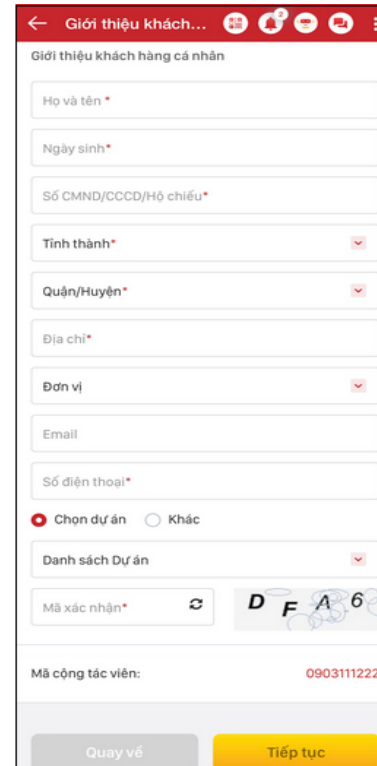 Giới thiệu khách... 2
Giới thiệu khách hàng cá nhân
Họ và tên *
Ngày sinh*
Số CMND/CCCD/Hộ chiếu*
Tỉnh thành*
Quận/Huyện*
Địa chỉ*
Đơn vị
Email
Số điện thoại*
Chọn dự án Khác
Danh sách Dự án
Mã xác nhận* D F A 6
Mã cộng tác viên: 0903111222
Quay về Tiếp tục